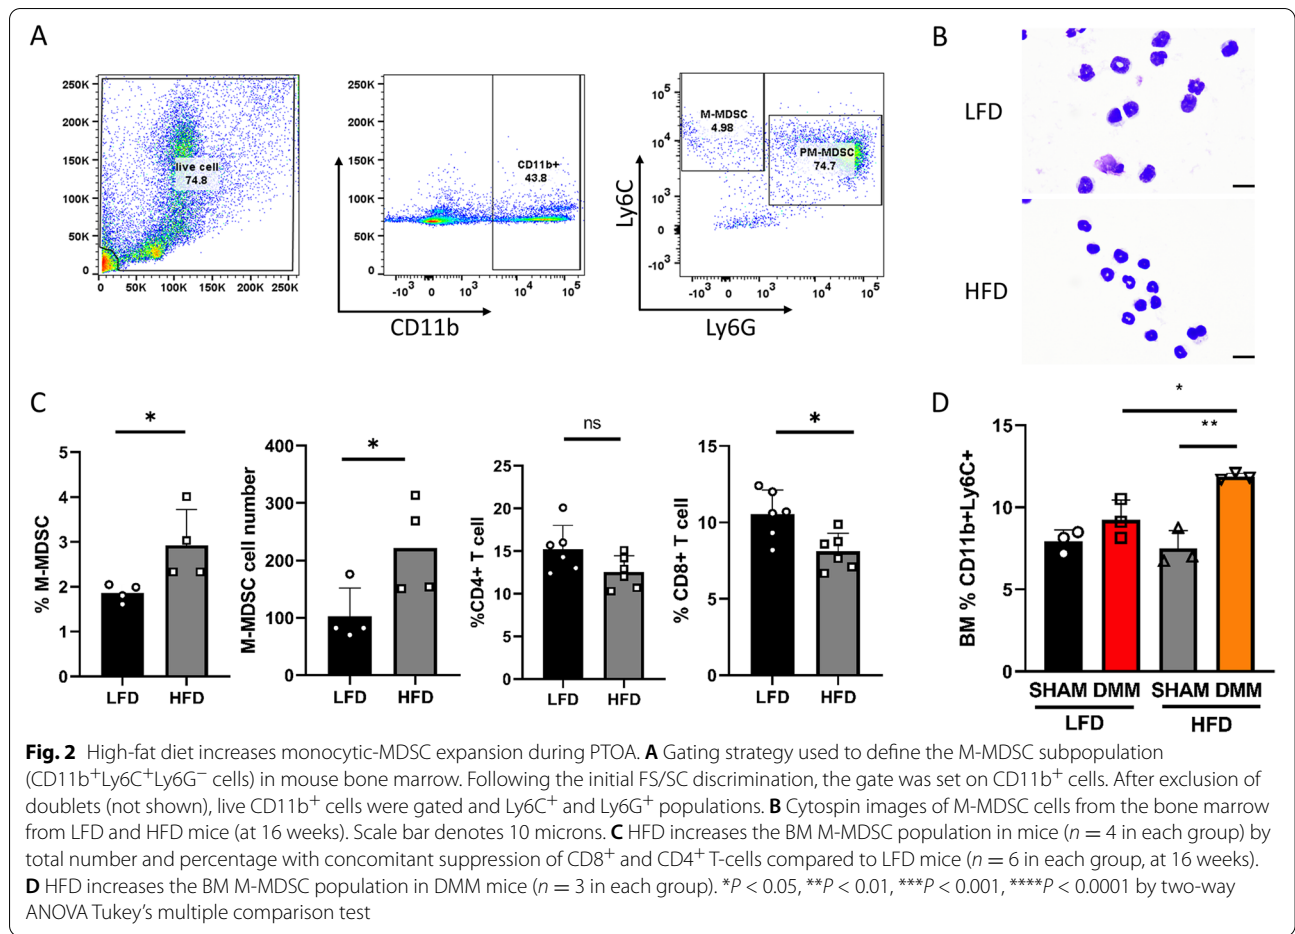 A
B
250K
200K
150K
100K
50K
0
live cell
74.8
0 50K 100K 150K 200K 250K
250K
200K
150K
100K
50K
0
CD11b+
43.8
-10³ 0 10³ 10⁴ 10⁵
CD11b
10⁵
10⁴
10³
0
-10³
Ly6C
M-MDSC
4.98
PM-MDSC
74.7
0 10³ 10⁴ 10⁵
Ly6G
LFD
HFD
C
% M-MDSC
5
4
3
2
1
0
*
LFD HFD
M-MDSC cell number
400
300
200
100
0
*
LFD HFD
%CD4+ T cell
25
20
15
10
5
0
ns
LFD HFD
% CD8+ T cell
15
10
5
0
*
LFD HFD
D
BM % CD11b+Ly6C+
15
10
5
0
*
**
SHAM DMM SHAM DMM
LFD HFD
Fig. 2 High-fat diet increases monocytic-MDSC expansion during PTOA. A Gating strategy used to define the M-MDSC subpopulation
(CD11b⁺Ly6C⁺Ly6G⁻ cells) in mouse bone marrow. Following the initial FS/SC discrimination, the gate was set on CD11b⁺ cells. After exclusion of
doublets (not shown), live CD11b⁺ cells were gated and Ly6C⁺ and Ly6G⁺ populations. B Cytospin images of M-MDSC cells from the bone marrow
from LFD and HFD mice (at 16 weeks). Scale bar denotes 10 microns. C HFD increases the BM M-MDSC population in mice (n = 4 in each group) by
total number and percentage with concomitant suppression of CD8⁺ and CD4⁺ T-cells compared to LFD mice (n = 6 in each group, at 16 weeks).
D HFD increases the BM M-MDSC population in DMM mice (n = 3 in each group). *P < 0.05, **P < 0.01, ***P < 0.001, ****P < 0.0001 by two-way
ANOVA Tukey's multiple comparison test